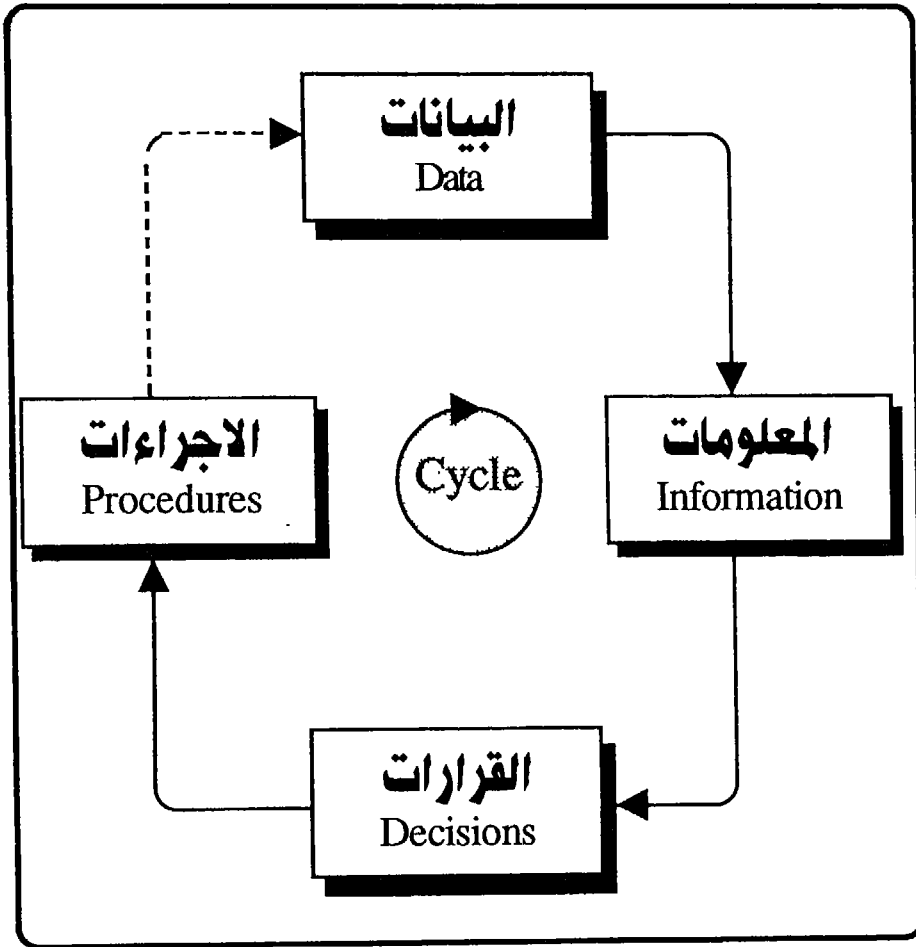 البيانات
Data
الاجراءات
Procedures
Cycle
المعلومات
Information
القرارات
Decisions